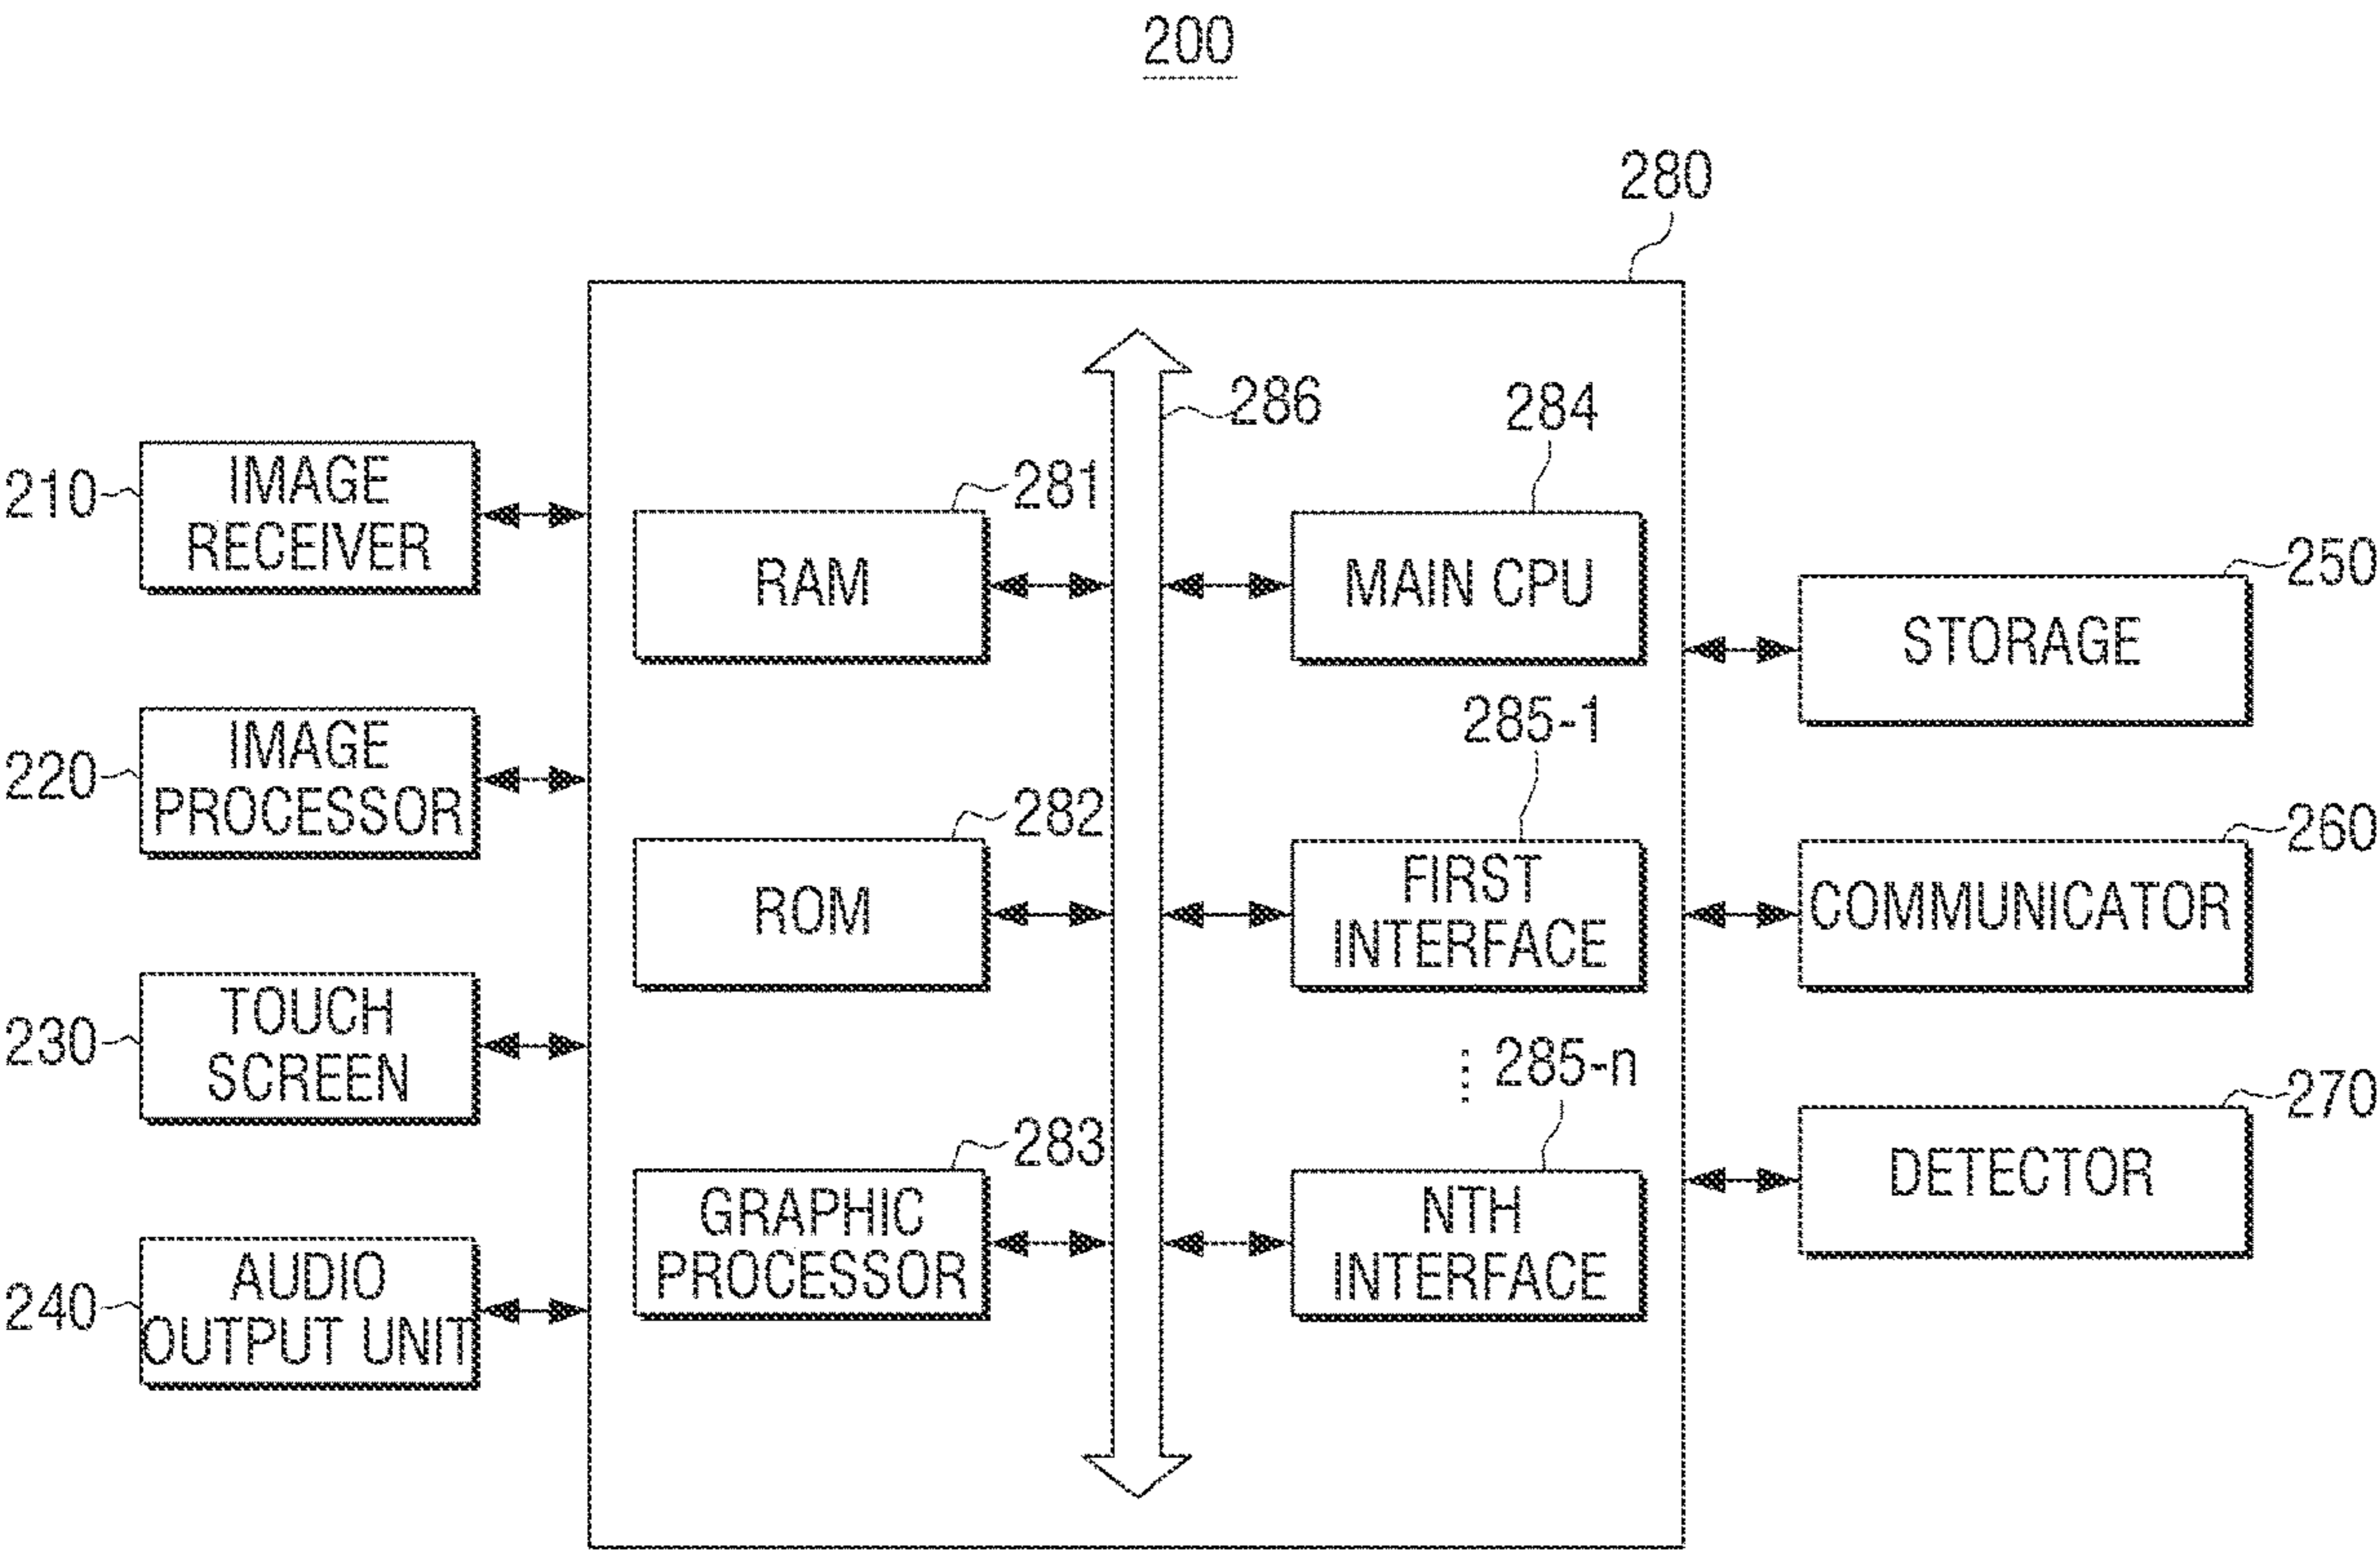 200
280
286
284
210
IMAGE
RECEIVER
281
RAM
MAIN CPU
250
STORAGE
220
IMAGE
PROCESSOR
285-1
282
ROM
FIRST
INTERFACE
260
COMMUNICATOR
230
TOUCH
SCREEN
285-n
283
GRAPHIC
PROCESSOR
NTH
INTERFACE
270
DETECTOR
240
AUDIO
OUTPUT UNIT